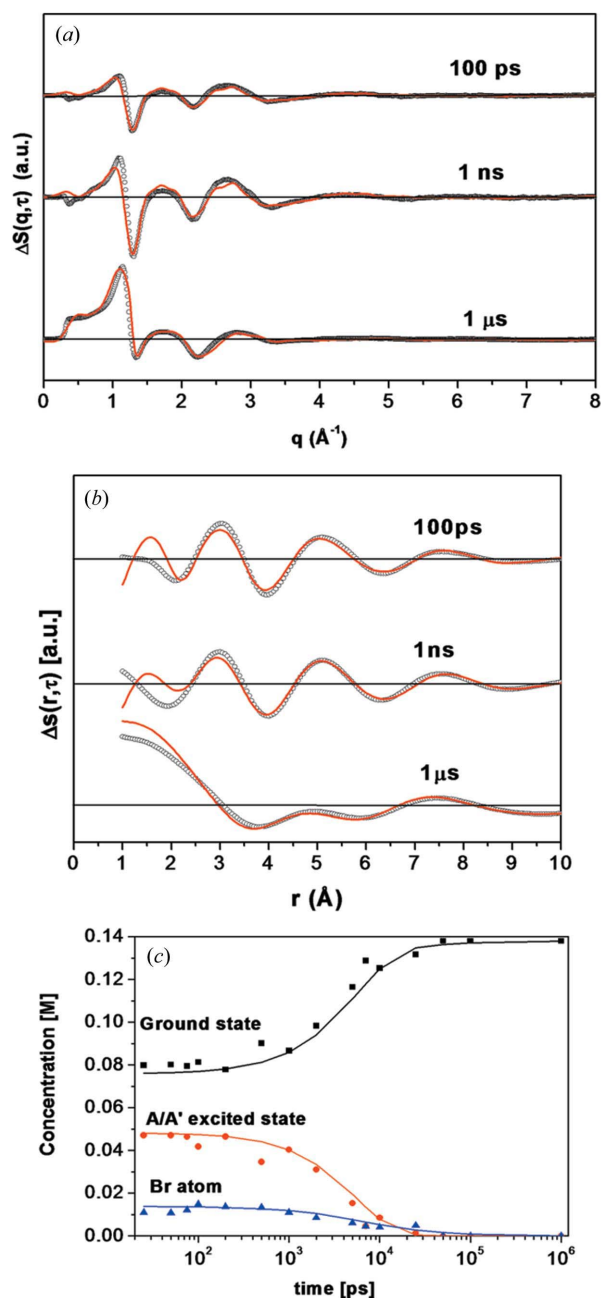 (a)
100 ps
1 ns
1 μs
ΔS(q,τ) (a.u.)
0 1 2 3 4 5 6 7 8
q (Å⁻¹)
(b)
100ps
1ns
1μs
Δs(r,τ) [a.u.]
0 1 2 3 4 5 6 7 8 9 10
r (Å)
(c)
0.14
0.12
0.10
0.08
0.06
0.04
0.02
0.00
Concentration [M]
Ground state
A/A' excited state
Br atom
10² 10³ 10⁴ 10⁵ 10⁶
time [ps]